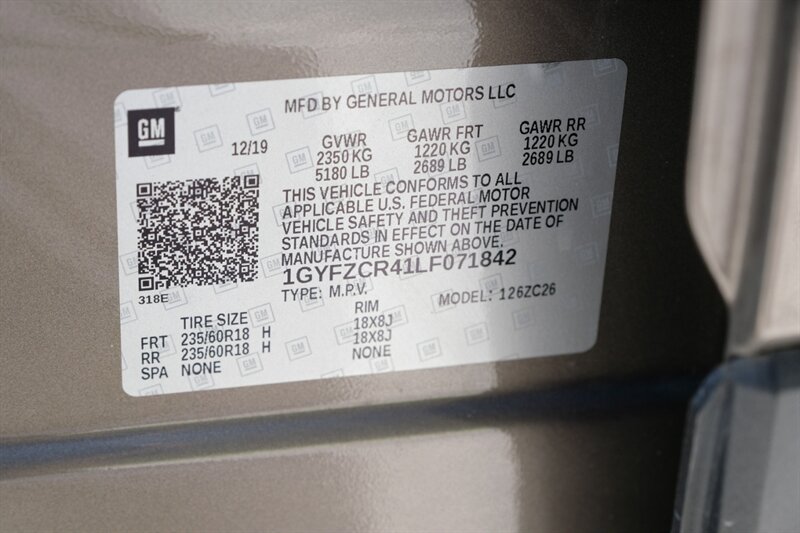 MFD BY GENERAL MOTORS LLC
GM
12/19
GVWR
2350 KG
5180 LB
GAWR FRT
1220 KG
2689 LB
GAWR RR
1220 KG
2689 LB
THIS VEHICLE CONFORMS TO ALL
APPLICABLE U.S. FEDERAL MOTOR
VEHICLE SAFETY AND THEFT PREVENTION
STANDARDS IN EFFECT ON THE DATE OF
MANUFACTURE SHOWN ABOVE.
1GYFZCR41LF071842
TYPE: M.P.V. MODEL: 126ZC26
318E
TIRE SIZE RIM
FRT 235/60R18 H 18X8J
RR 235/60R18 H 18X8J
SPA NONE NONE